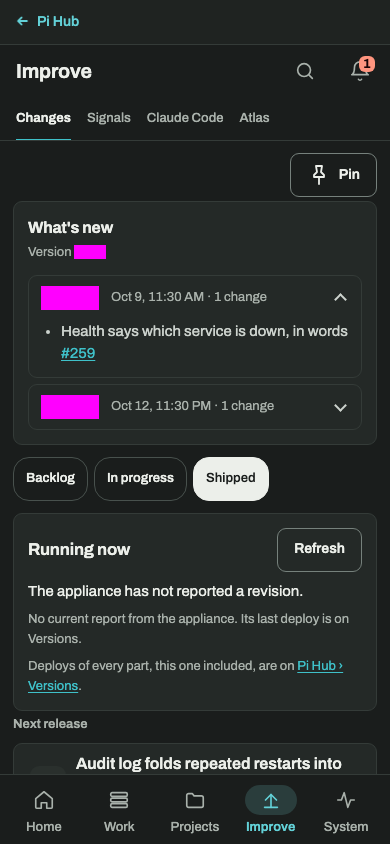 ← Pi Hub
Improve
1
Changes Signals Claude Code Atlas
Pin
What's new
Version
Oct 9, 11:30 AM · 1 change
• Health says which service is down, in words
#259
Oct 12, 11:30 PM · 1 change
Backlog In progress Shipped
Running now
Refresh
The appliance has not reported a revision.
No current report from the appliance. Its last deploy is on
Versions.
Deploys of every part, this one included, are on Pi Hub ›
Versions.
Next release
Audit log folds repeated restarts into
Home Work Projects Improve System